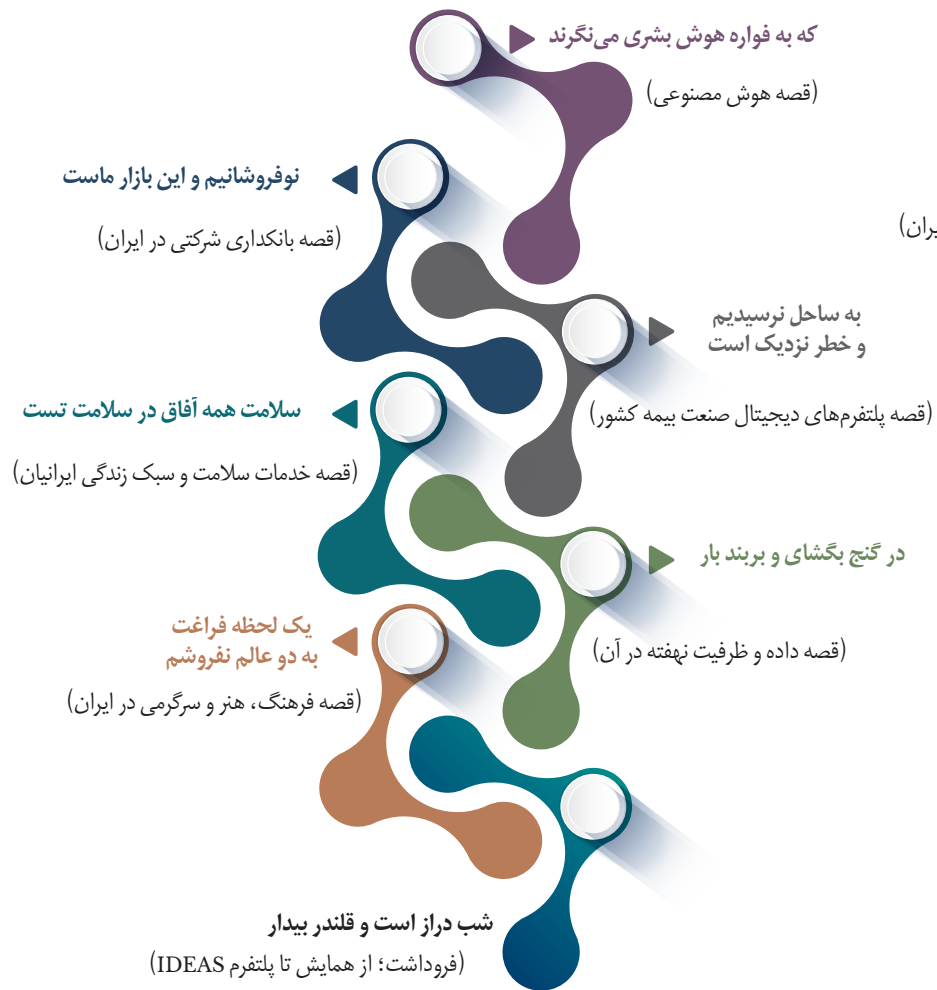 که به فواره هوش بشری می‌نگرند
(قصه هوش مصنوعی)
نوفروشانیم و این بازار ماست
(قصه بانکداری شرکتی در ایران)
به ساحل نرسیدیم
و خطر نزدیک است
(قصه پلتفرم‌های دیجیتال صنعت بیمه کشور)
سلامت همه آفاق در سلامت تست
(قصه خدمات سلامت و سبک زندگی ایرانیان)
در گنج بگشای و بربند بار
(قصه داده و ظرفیت نهفته در آن)
یک لحظه فراغت
به دو عالم نفروشم
(قصه فرهنگ، هنر و سرگرمی در ایران)
شب دراز است و قلندر بیدار
(فروداشت؛ از همایش تا پلتفرم IDEAS)